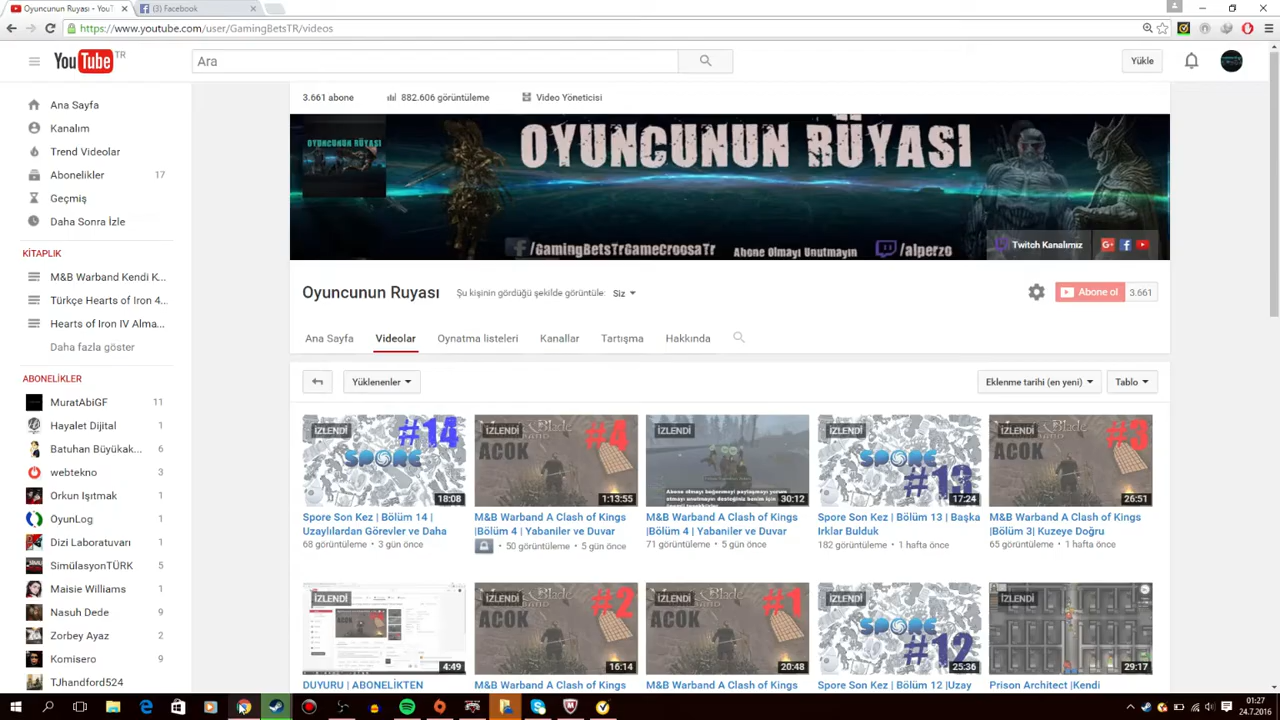 Oyuncunun Ruyası - YouT
(3) Facebook
https://www.youtube.com/user/GamingBetsTR/videos
YouTube TR
Ara
Yükle
Ana Sayfa
Kanalım
Trend Videolar
Abonelikler 17
Geçmiş
Daha Sonra İzle
KİTAPLIK
M&B Warband Kendi K...
Türkçe Hearts of Iron 4...
Hearts of Iron IV Alma...
Daha fazla göster
ABONELİKLER
MuratAbiGF 11
Hayalet Dijital 1
Batuhan Büyükak... 6
webtekno 3
Orkun Işıtmak 1
OyunLog 1
Dizi Laboratuvarı 1
SimülasyonTÜRK 5
Maisie Williams 1
Nasuh Dede 1
Zorbey Ayaz 2
Komisero 9
TJhandford524
3.661 abone
882.606 görüntüleme
Video Yöneticisi
OYUNCUNUN RÜYASI
OYUNCUNUN RÜYASI
/GamingBetsTrGamecroosaTr
Abone Olmayı Unutmayın
/alperzo
Twitch Kanalımız
Oyuncunun Ruyası
Şu kişinin gördüğü şekilde görüntüle: Siz
Abone ol 3.661
Ana Sayfa
Videolar
Oynatma listeleri
Kanallar
Tartışma
Hakkında
Yüklenenler
Eklenme tarihi (en yeni)
Tablo
İZLENDİ
#14
SPORE
18:08
Spore Son Kez | Bölüm 14 |
Uzaylılardan Görevler ve Daha
68 görüntüleme • 3 gün önce
İZLENDİ
#4
ACOK
1:13:55
M&B Warband A Clash of Kings
|Bölüm 4 | Yabaniler ve Duvar
50 görüntüleme • 5 gün önce
İZLENDİ
30:12
M&B Warband A Clash of Kings
|Bölüm 4 | Yabaniler ve Duvar
71 görüntüleme • 5 gün önce
İZLENDİ
SPORE
#13
17:24
Spore Son Kez | Bölüm 13 | Başka
Irklar Bulduk
182 görüntüleme • 1 hafta önce
İZLENDİ
#3
ACOK
26:51
M&B Warband A Clash of Kings
|Bölüm 3| Kuzeye Doğru
65 görüntüleme • 1 hafta önce
İZLENDİ
4:49
DUYURU | ABONELİKTEN
İZLENDİ
#2
ACOK
16:14
M&B Warband A Clash of Kings
İZLENDİ
#1
ACOK
20:48
M&B Warband A Clash of Kings
İZLENDİ
SPORE
#12
25:36
Spore Son Kez | Bölüm 12 |Uzay
İZLENDİ
29:17
Prison Architect |Kendi
01:27
24.7.2016